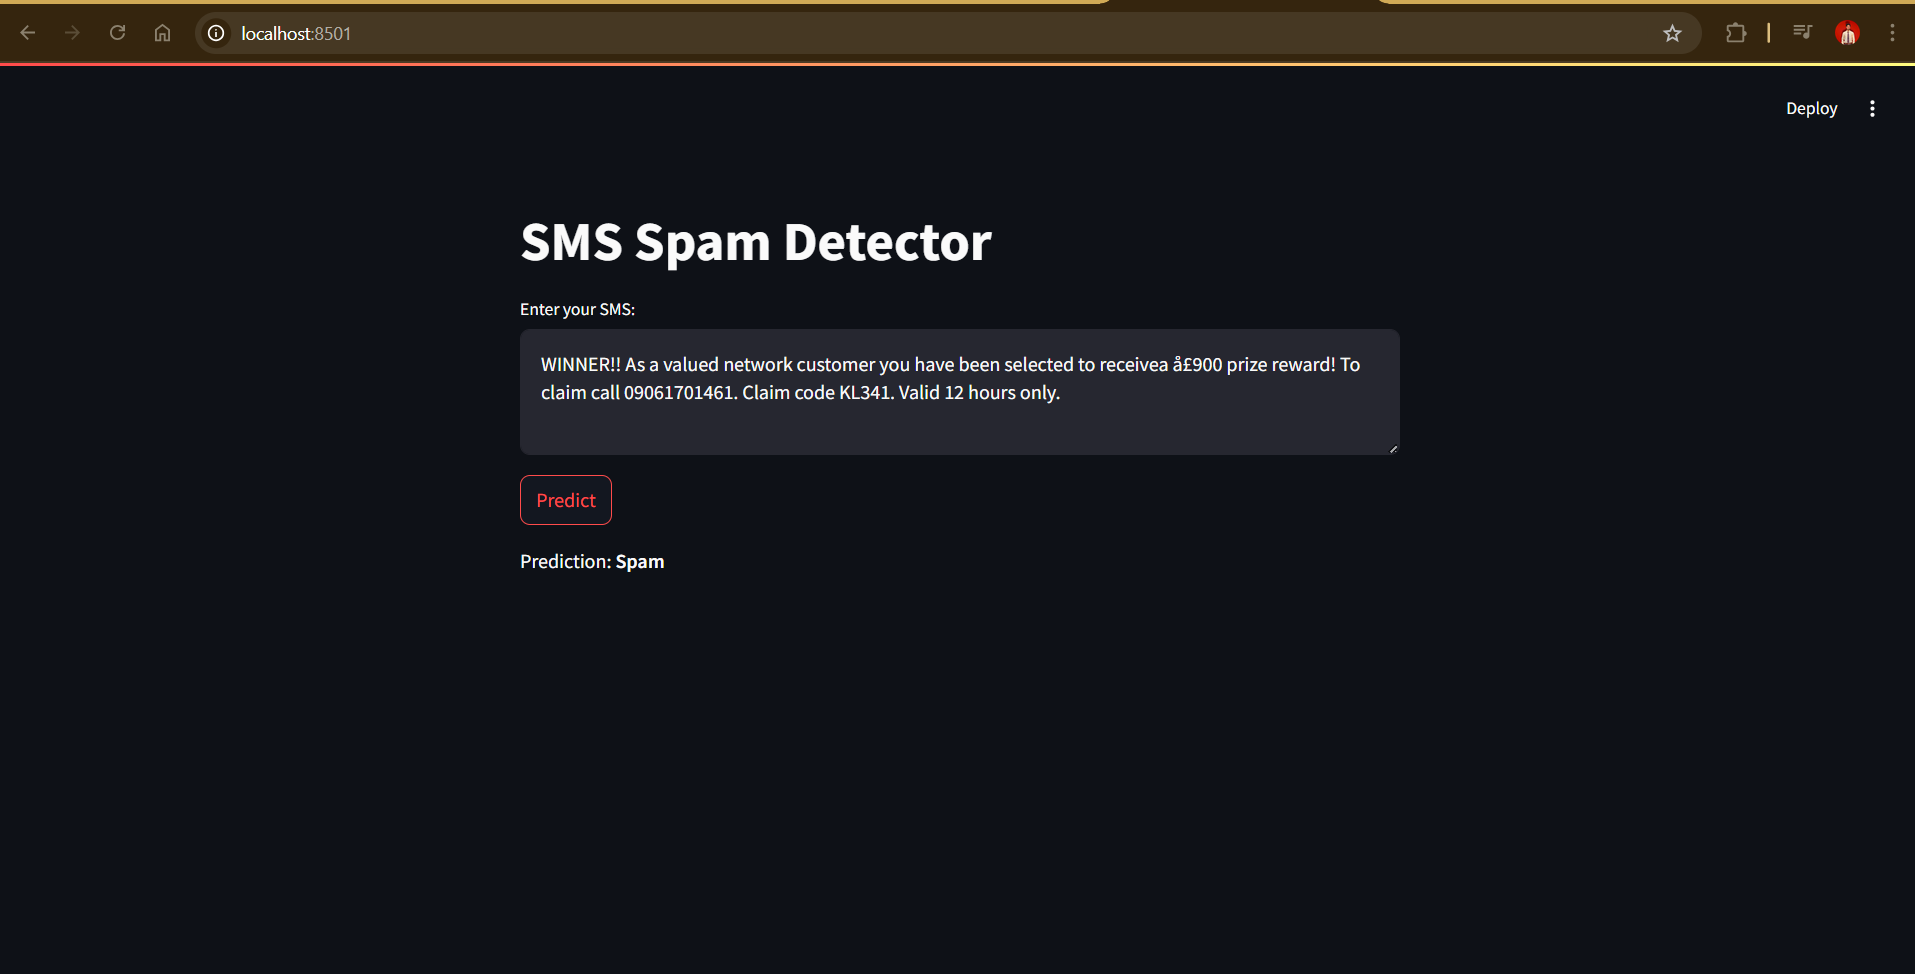 localhost:8501
Deploy
SMS Spam Detector
Enter your SMS:
WINNER!! As a valued network customer you have been selected to receivea å£900 prize reward! To
claim call 09061701461. Claim code KL341. Valid 12 hours only.
Predict
Prediction: Spam